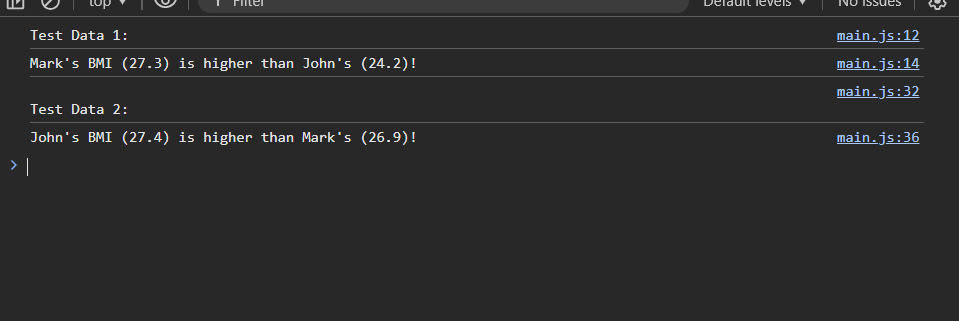 top
Filter
Default levels
No Issues
Test Data 1:
main.js:12
Mark's BMI (27.3) is higher than John's (24.2)!
main.js:14
main.js:32
Test Data 2:
John's BMI (27.4) is higher than Mark's (26.9)!
main.js:36